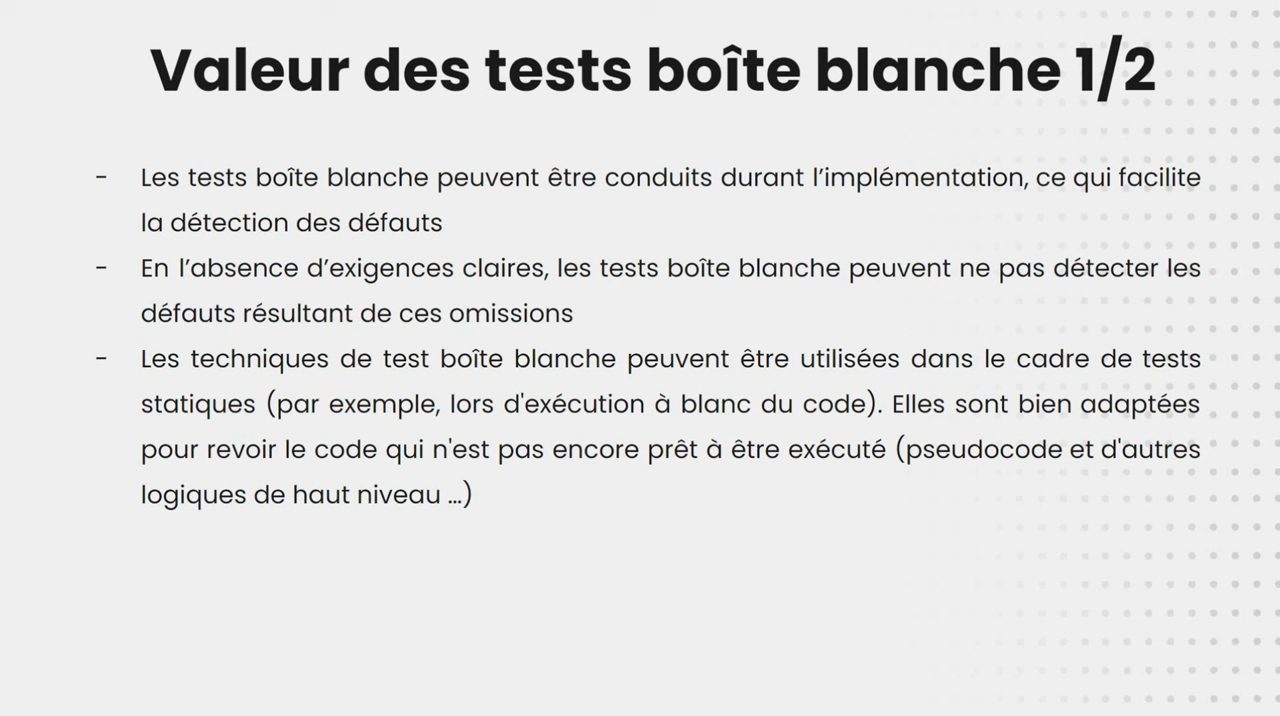 Valeur des tests boîte blanche 1/2
- Les tests boîte blanche peuvent être conduits durant l’implémentation, ce qui facilite
la détection des défauts
- En l’absence d’exigences claires, les tests boîte blanche peuvent ne pas détecter les
défauts résultant de ces omissions
- Les techniques de test boîte blanche peuvent être utilisées dans le cadre de tests
statiques (par exemple, lors d'exécution à blanc du code). Elles sont bien adaptées
pour revoir le code qui n'est pas encore prêt à être exécuté (pseudocode et d'autres
logiques de haut niveau ...)